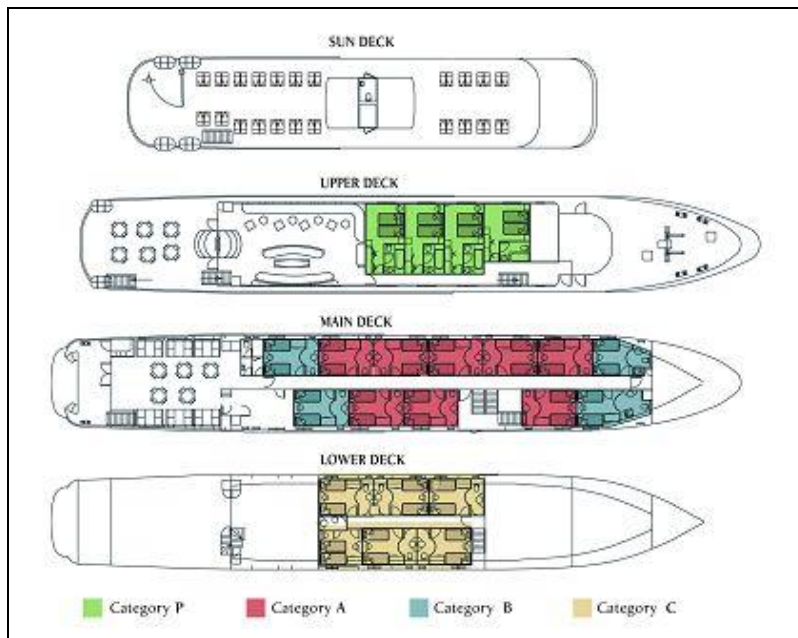 SUN DECK
UPPER DECK
MAIN DECK
LOWER DECK
Category P
Category A
Category B
Category C